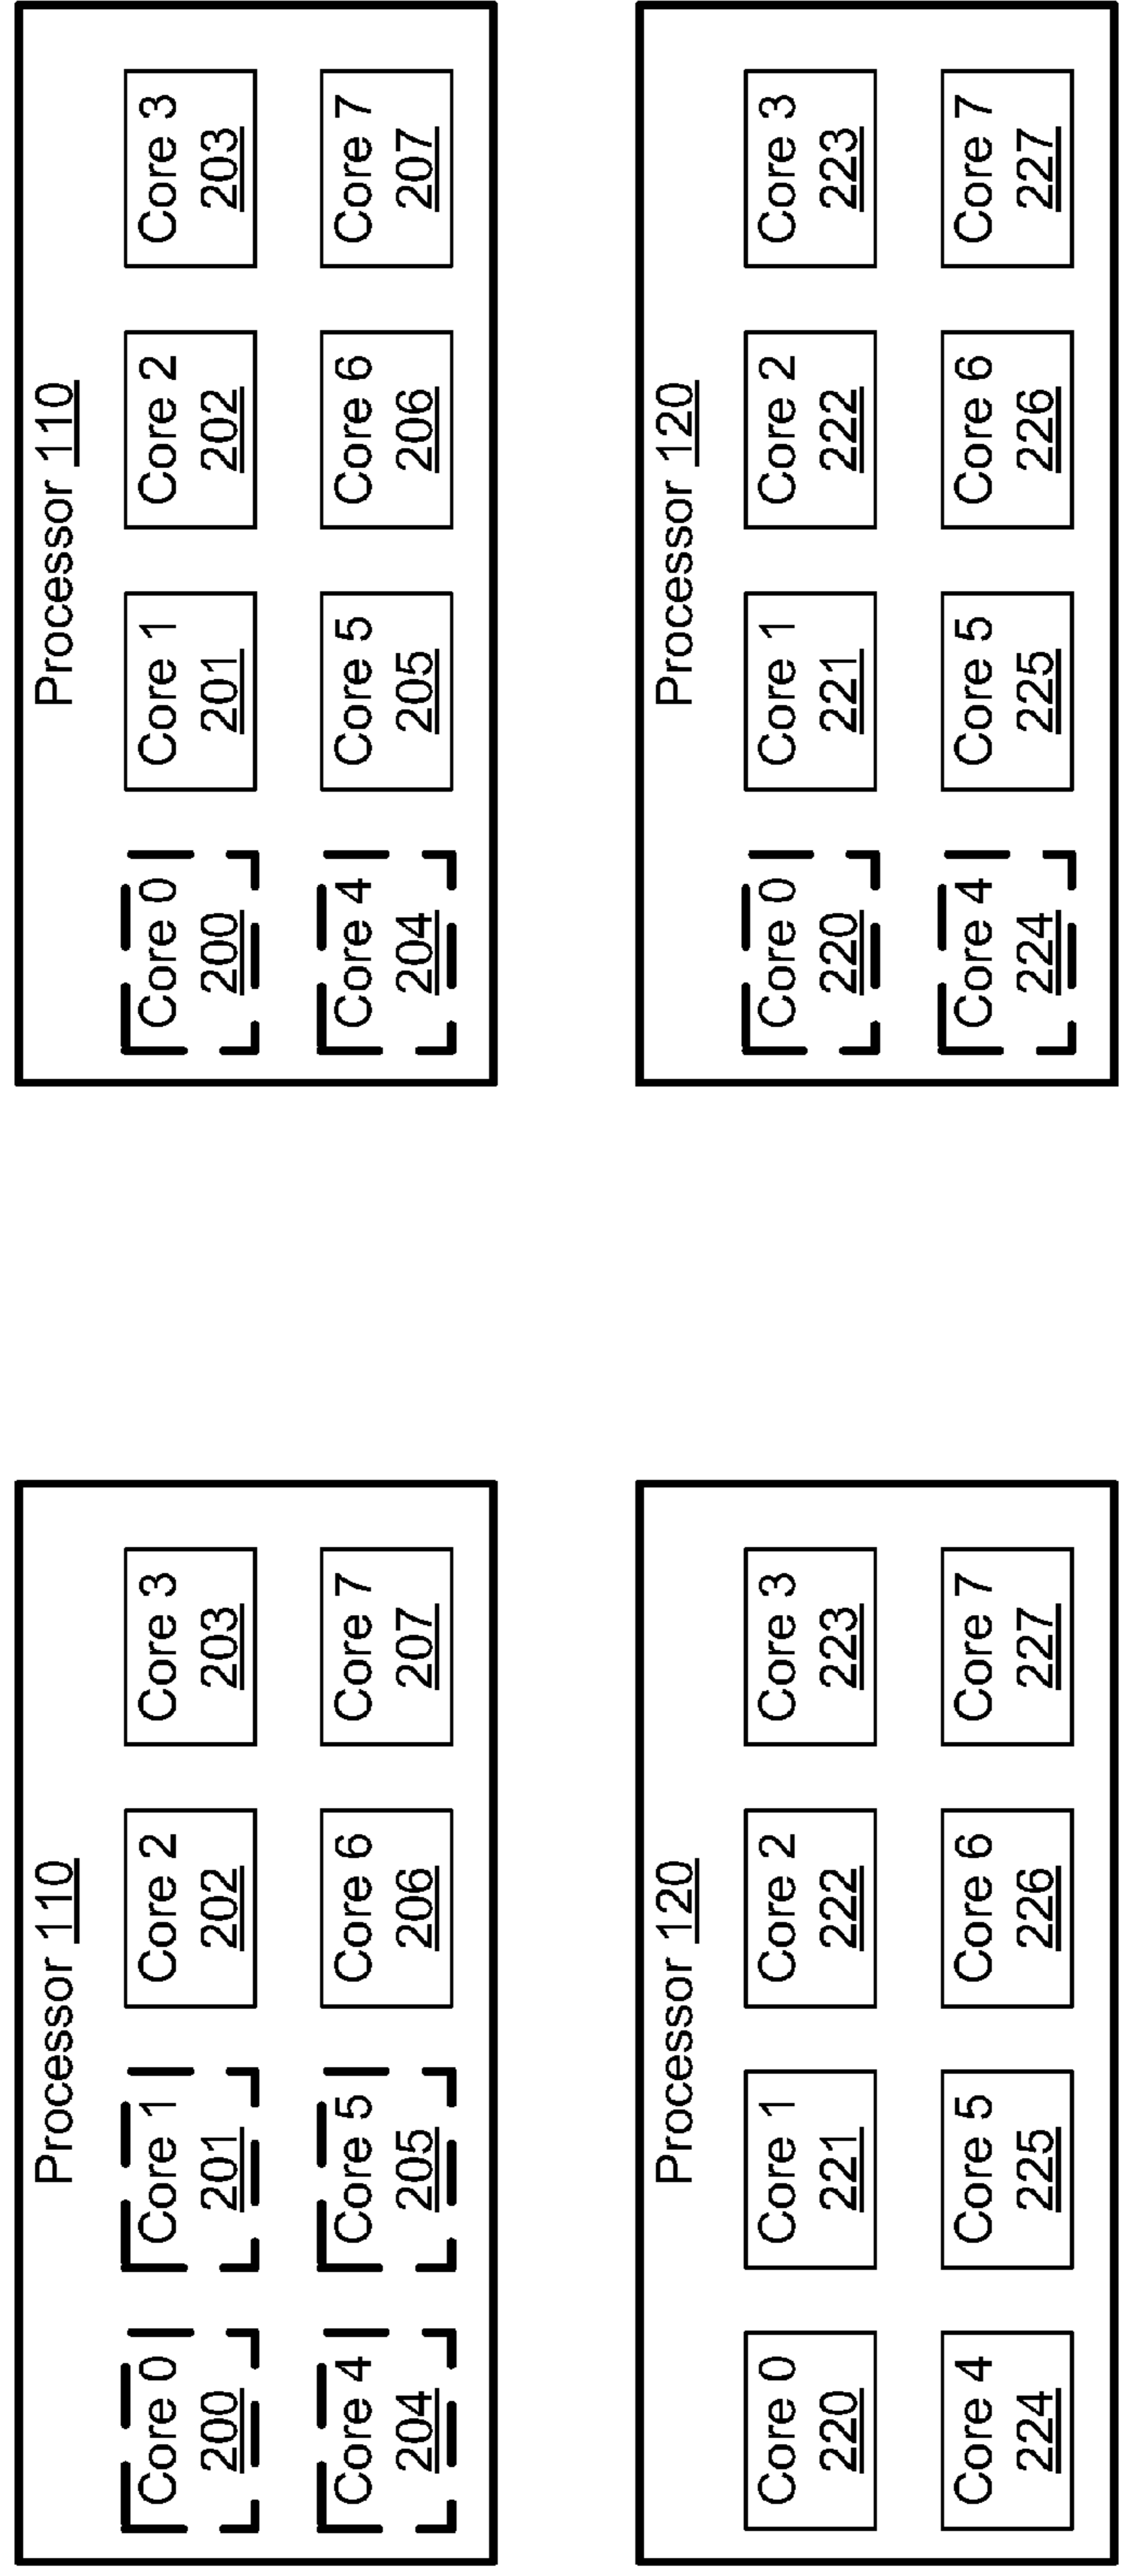 Processor 110
Core 0
200
Core 1
201
Core 2
202
Core 3
203
Core 4
204
Core 5
205
Core 6
206
Core 7
207
Processor 120
Core 0
220
Core 1
221
Core 2
222
Core 3
223
Core 4
224
Core 5
225
Core 6
226
Core 7
227
Processor 110
Core 0
200
Core 1
201
Core 2
202
Core 3
203
Core 4
204
Core 5
205
Core 6
206
Core 7
207
Processor 120
Core 0
220
Core 1
221
Core 2
222
Core 3
223
Core 4
224
Core 5
225
Core 6
226
Core 7
227